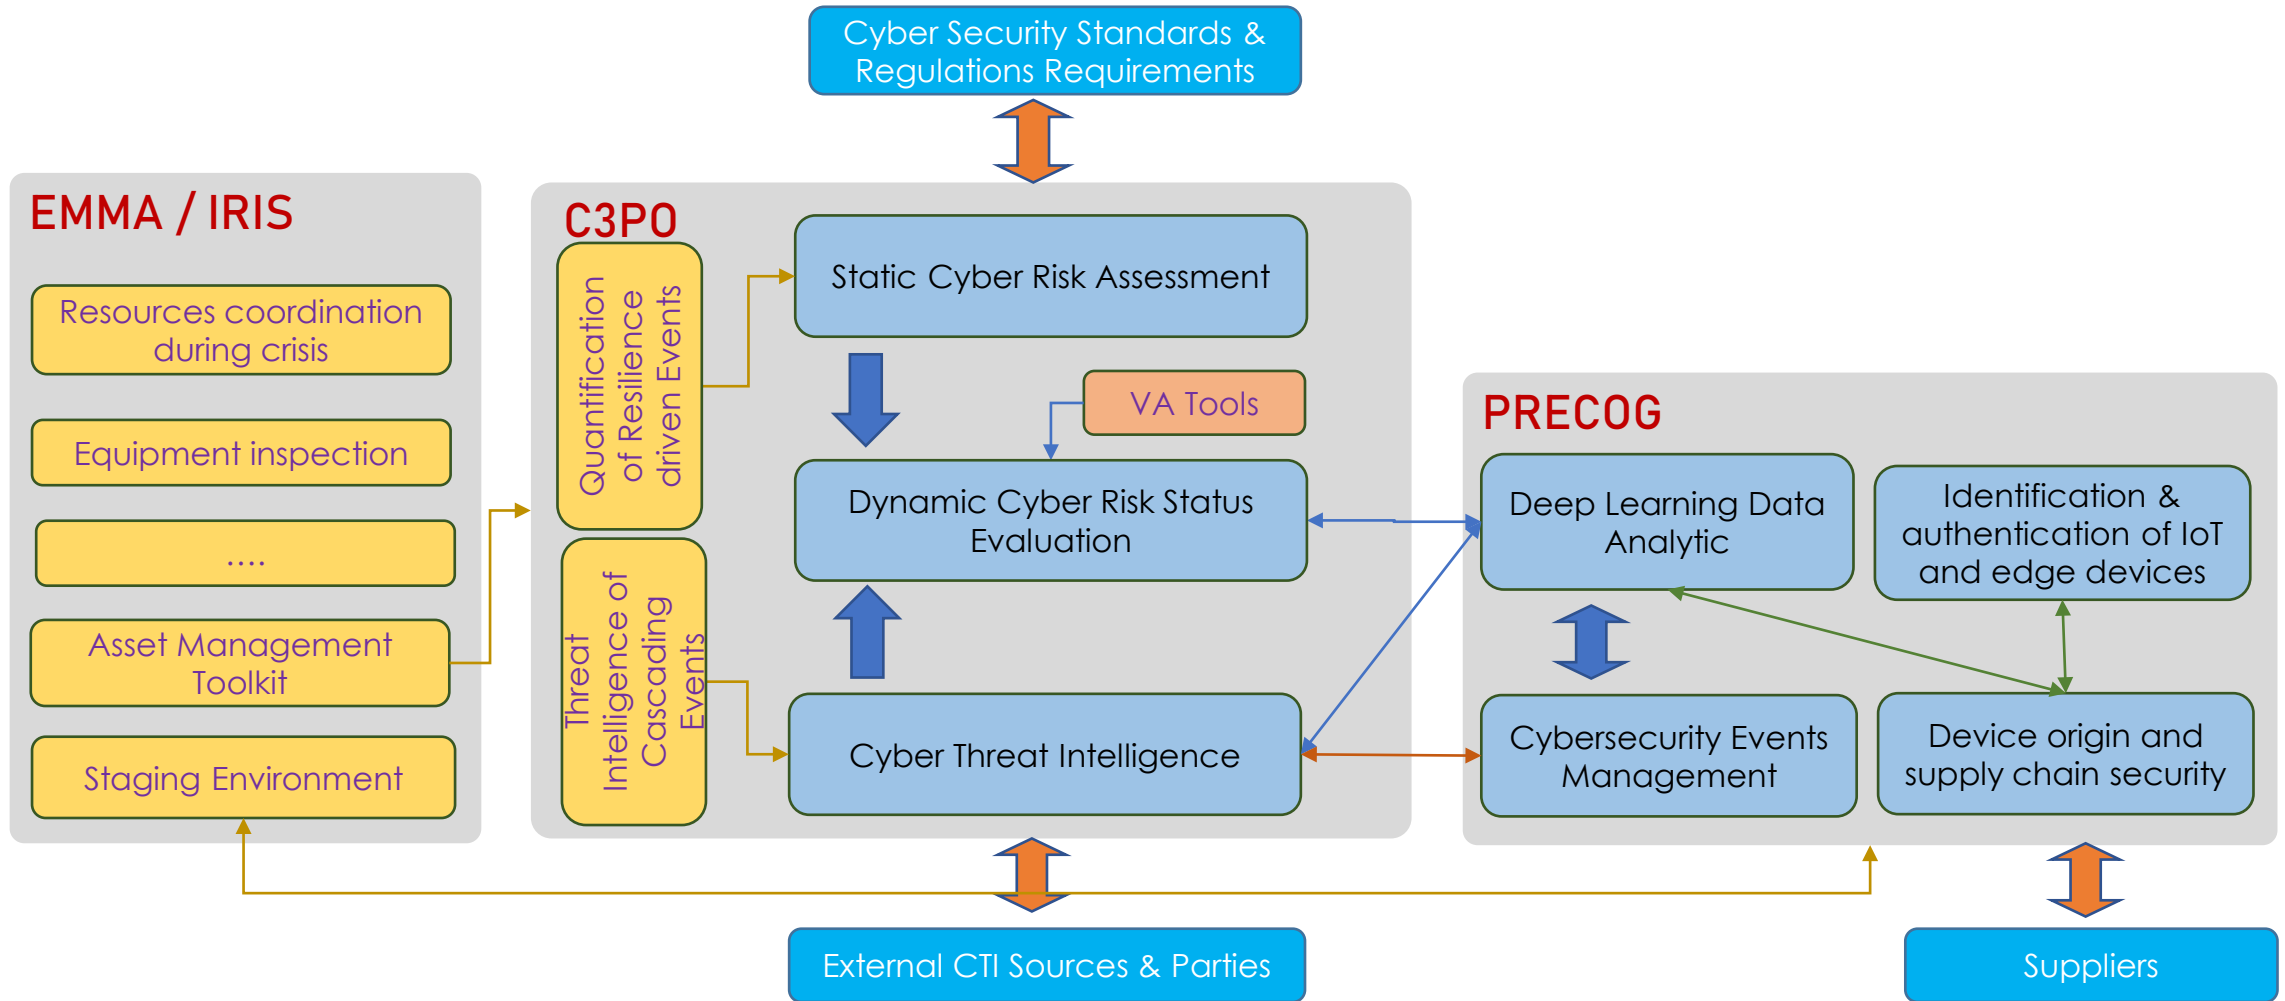 Cyber Security Standards &
Regulations Requirements
EMMA / IRIS
Resources coordination
during crisis
Equipment inspection
....
Asset Management
Toolkit
Staging Environment
C3PO
Quantification
of Resilience
driven Events
Threat
Intelligence of
Cascading
Events
Static Cyber Risk Assessment
VA Tools
Dynamic Cyber Risk Status
Evaluation
Cyber Threat Intelligence
PRECOG
Deep Learning Data
Analytic
Identification &
authentication of IoT
and edge devices
Cybersecurity Events
Management
Device origin and
supply chain security
External CTI Sources & Parties
Suppliers